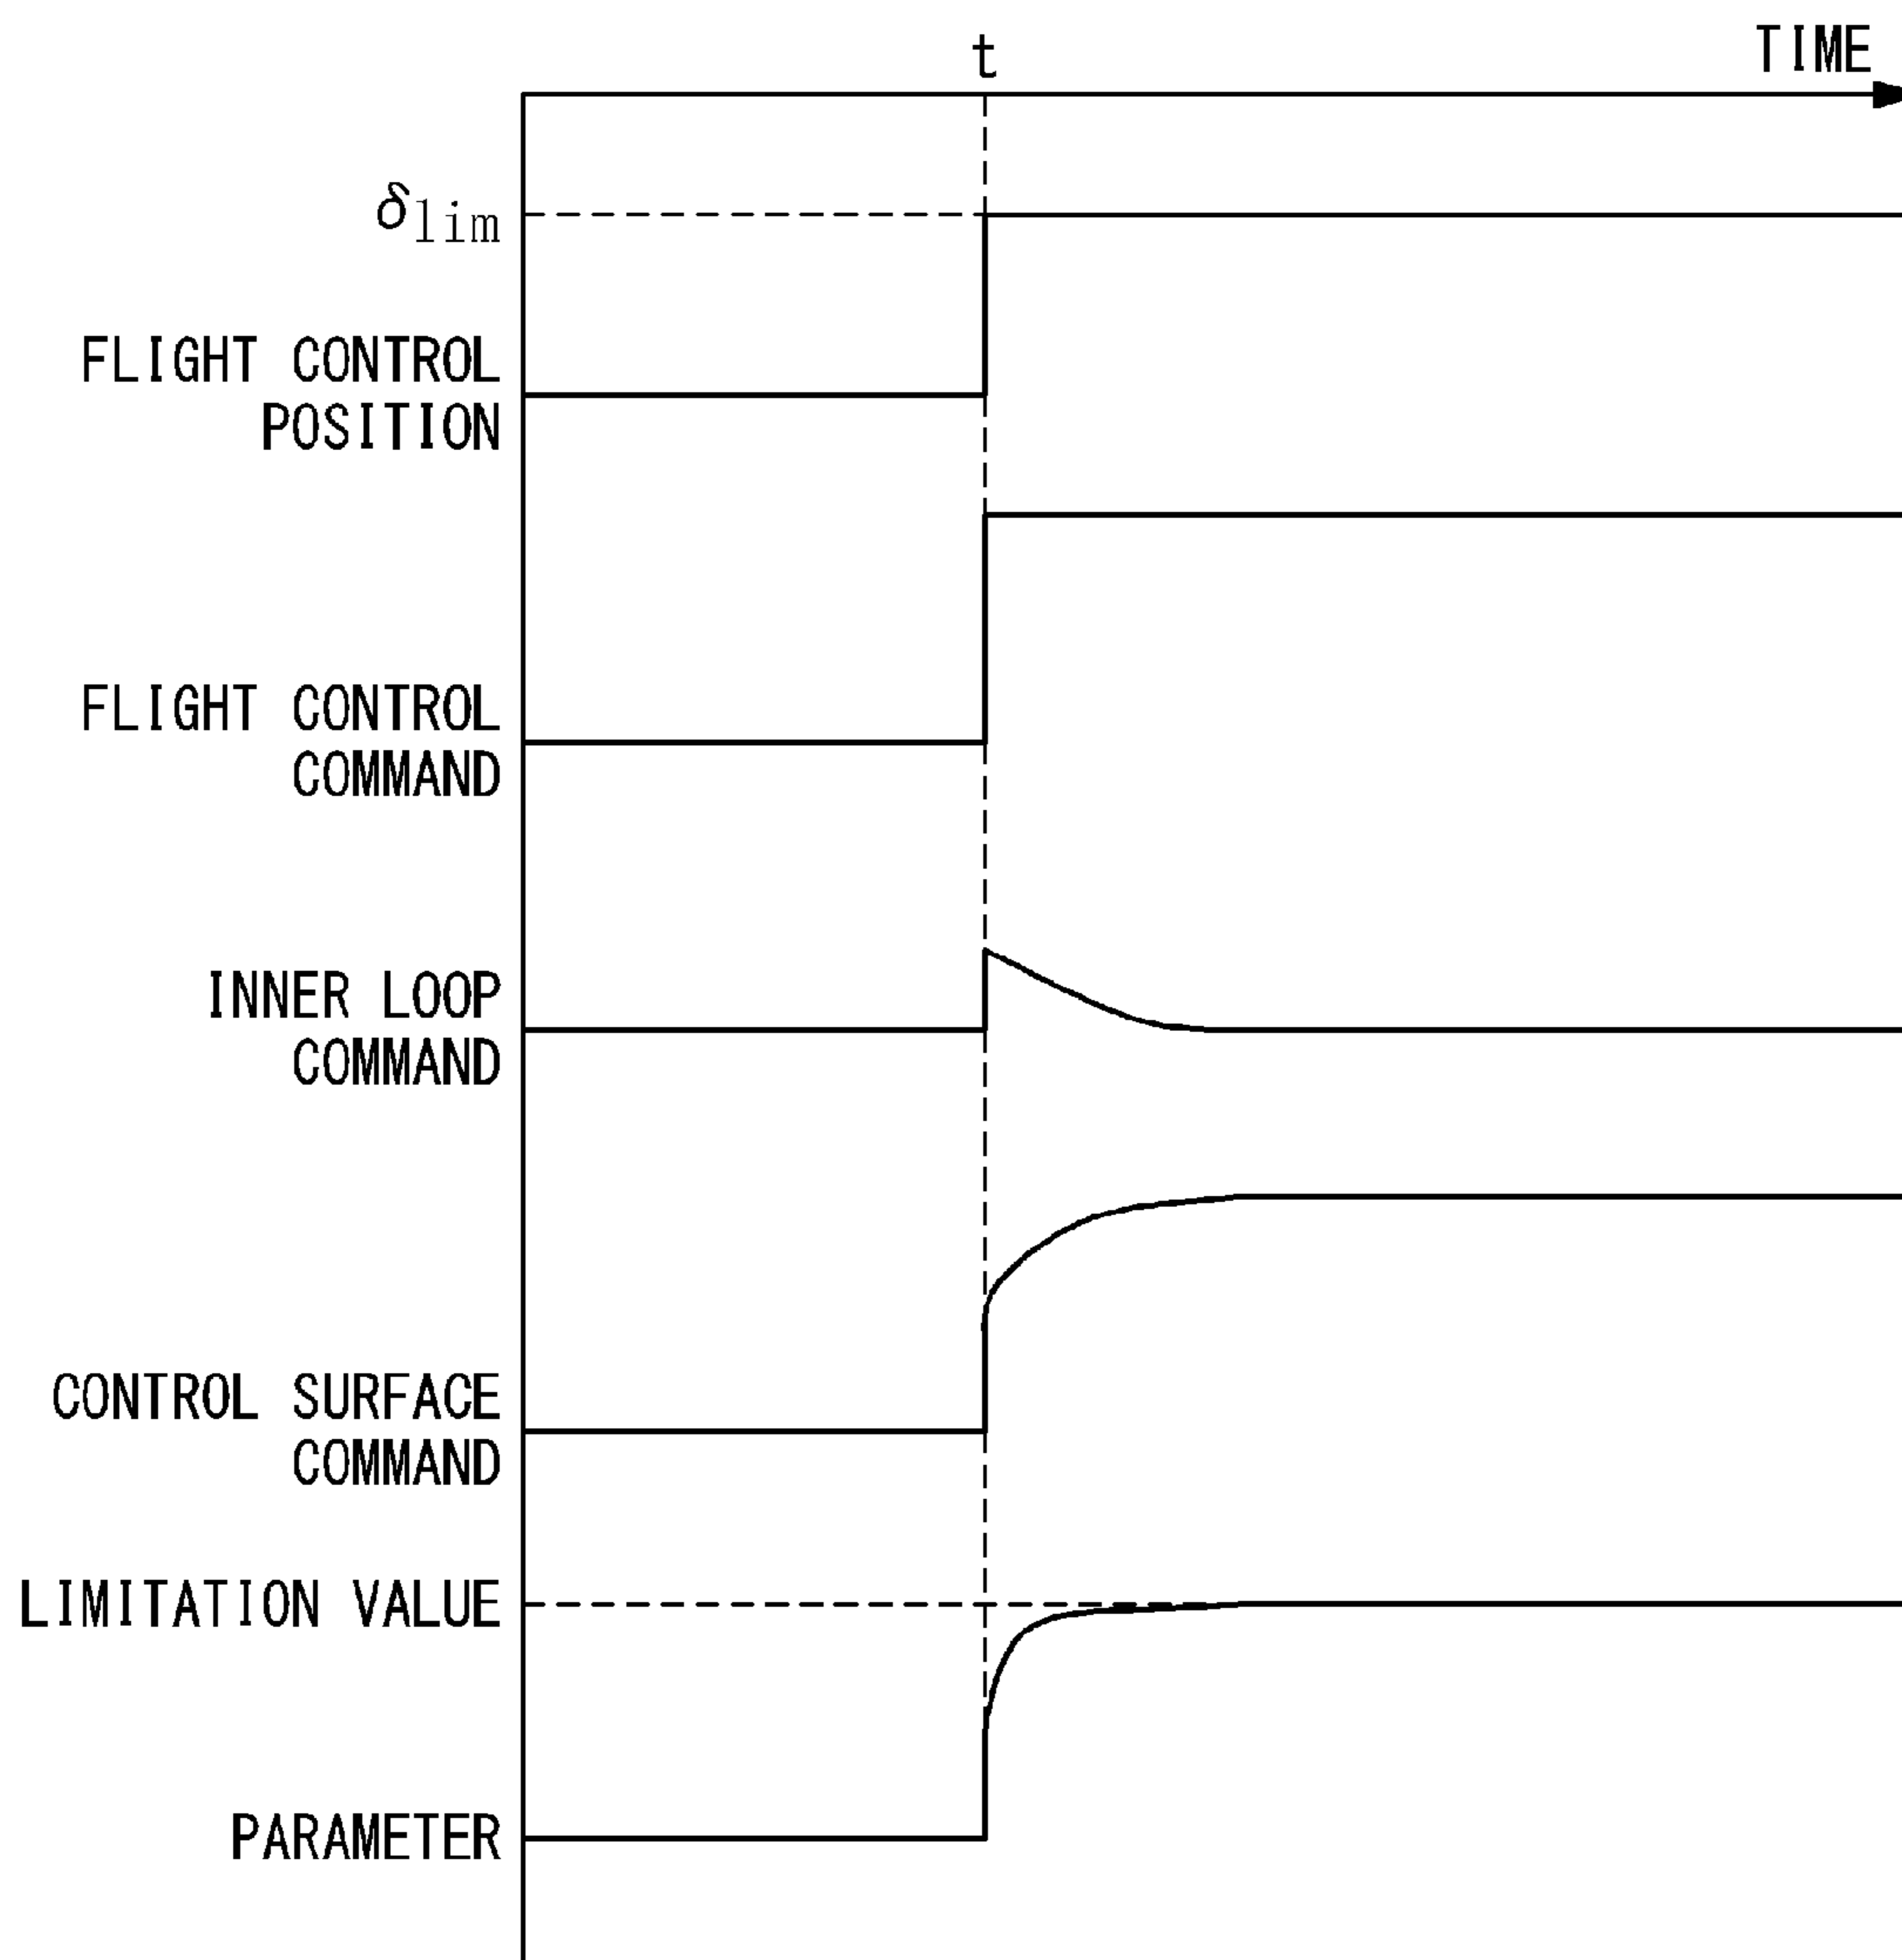 t
TIME
δlim
FLIGHT CONTROL
POSITION
FLIGHT CONTROL
COMMAND
INNER LOOP
COMMAND
CONTROL SURFACE
COMMAND
LIMITATION VALUE
PARAMETER